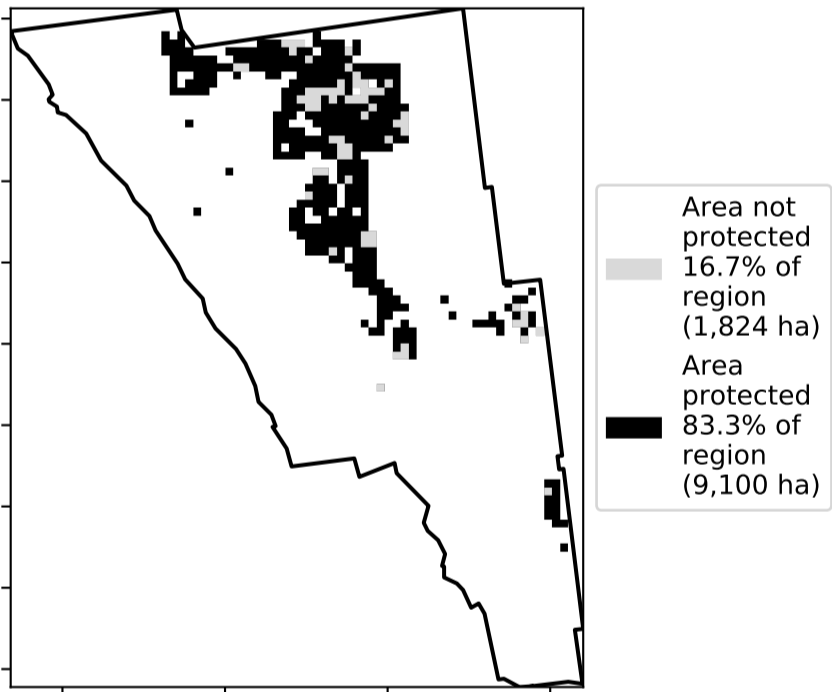 Area not
protected
16.7% of
region
(1,824 ha)
Area
protected
83.3% of
region
(9,100 ha)